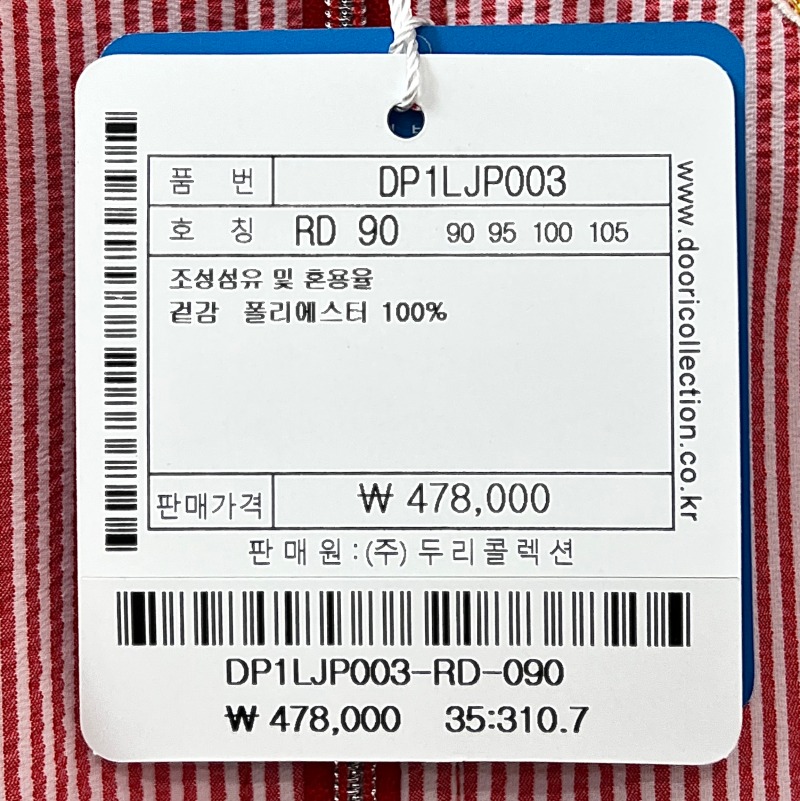 품 번 DP1LJP003
호 칭 RD 90 90 95 100 105
조성섬유 및 혼용율
겉감 폴리에스터 100%
판매가격 ₩ 478,000
판매원:(주)두리콜렉션
www.dooricollection.co.kr
DP1LJP003-RD-090
₩ 478,000 35:310.7